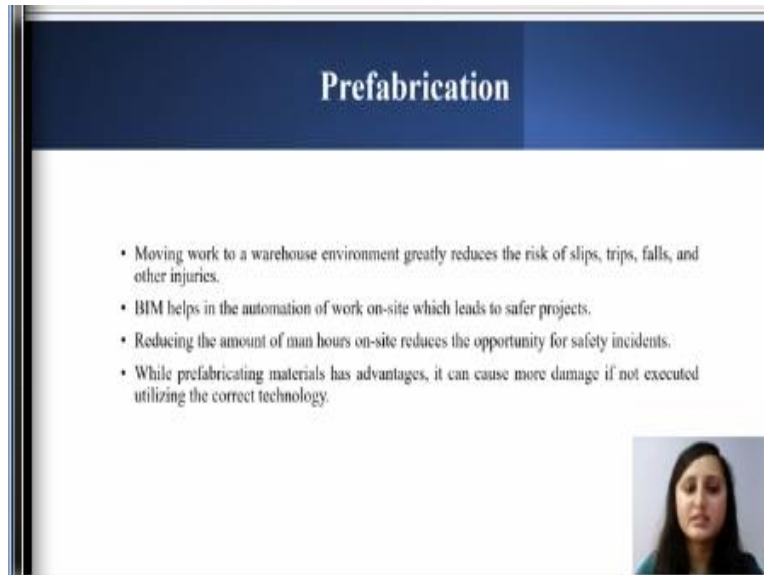 Prefabrication
• Moving work to a warehouse environment greatly reduces the risk of slips, trips, falls, and
other injuries.
• BIM helps in the automation of work on-site which leads to safer projects.
• Reducing the amount of man hours on-site reduces the opportunity for safety incidents.
• While prefabricating materials has advantages, it can cause more damage if not executed
utilizing the correct technology.